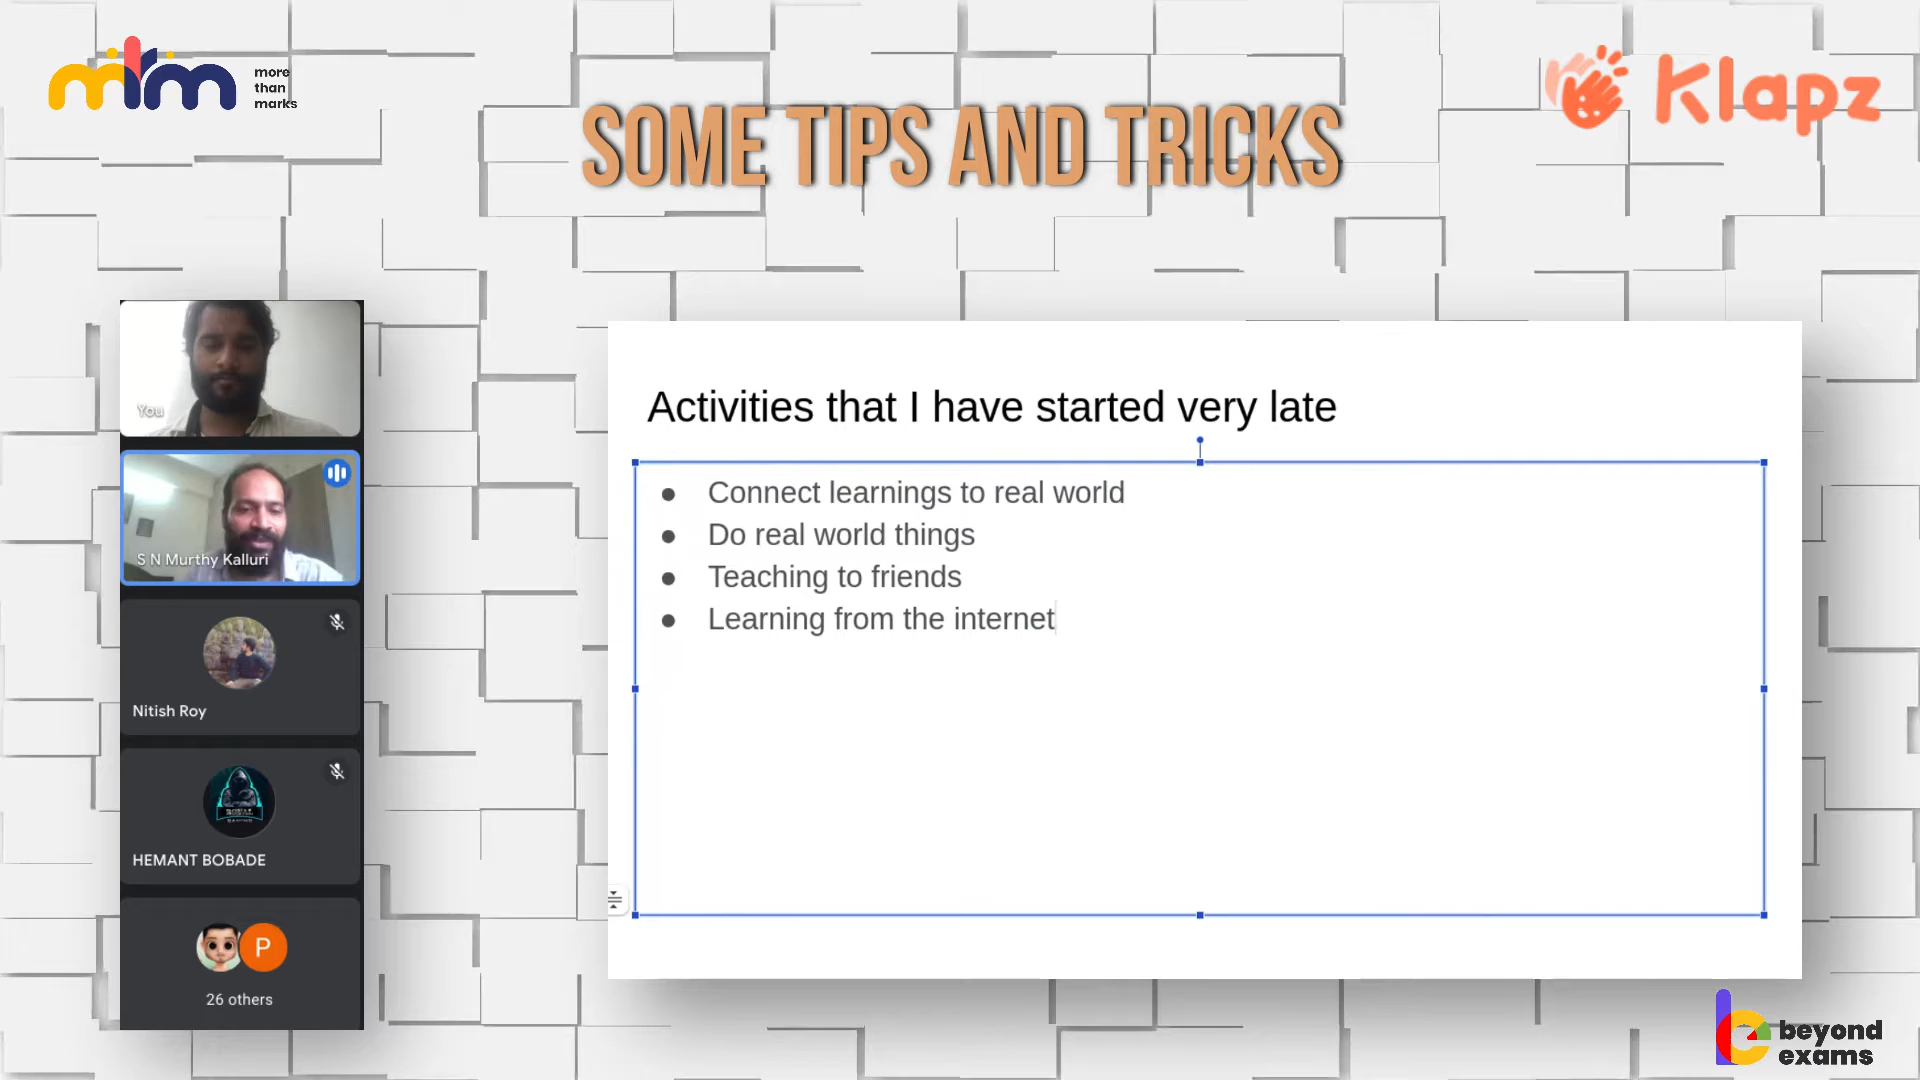 mtm
more
than
marks
Klapz
SOME TIPS AND TRICKS
You
S N Murthy Kalluri
Nitish Roy
HEMANT BOBADE
P
26 others
Activities that I have started very late
● Connect learnings to real world
● Do real world things
● Teaching to friends
● Learning from the internet
beyond
exams